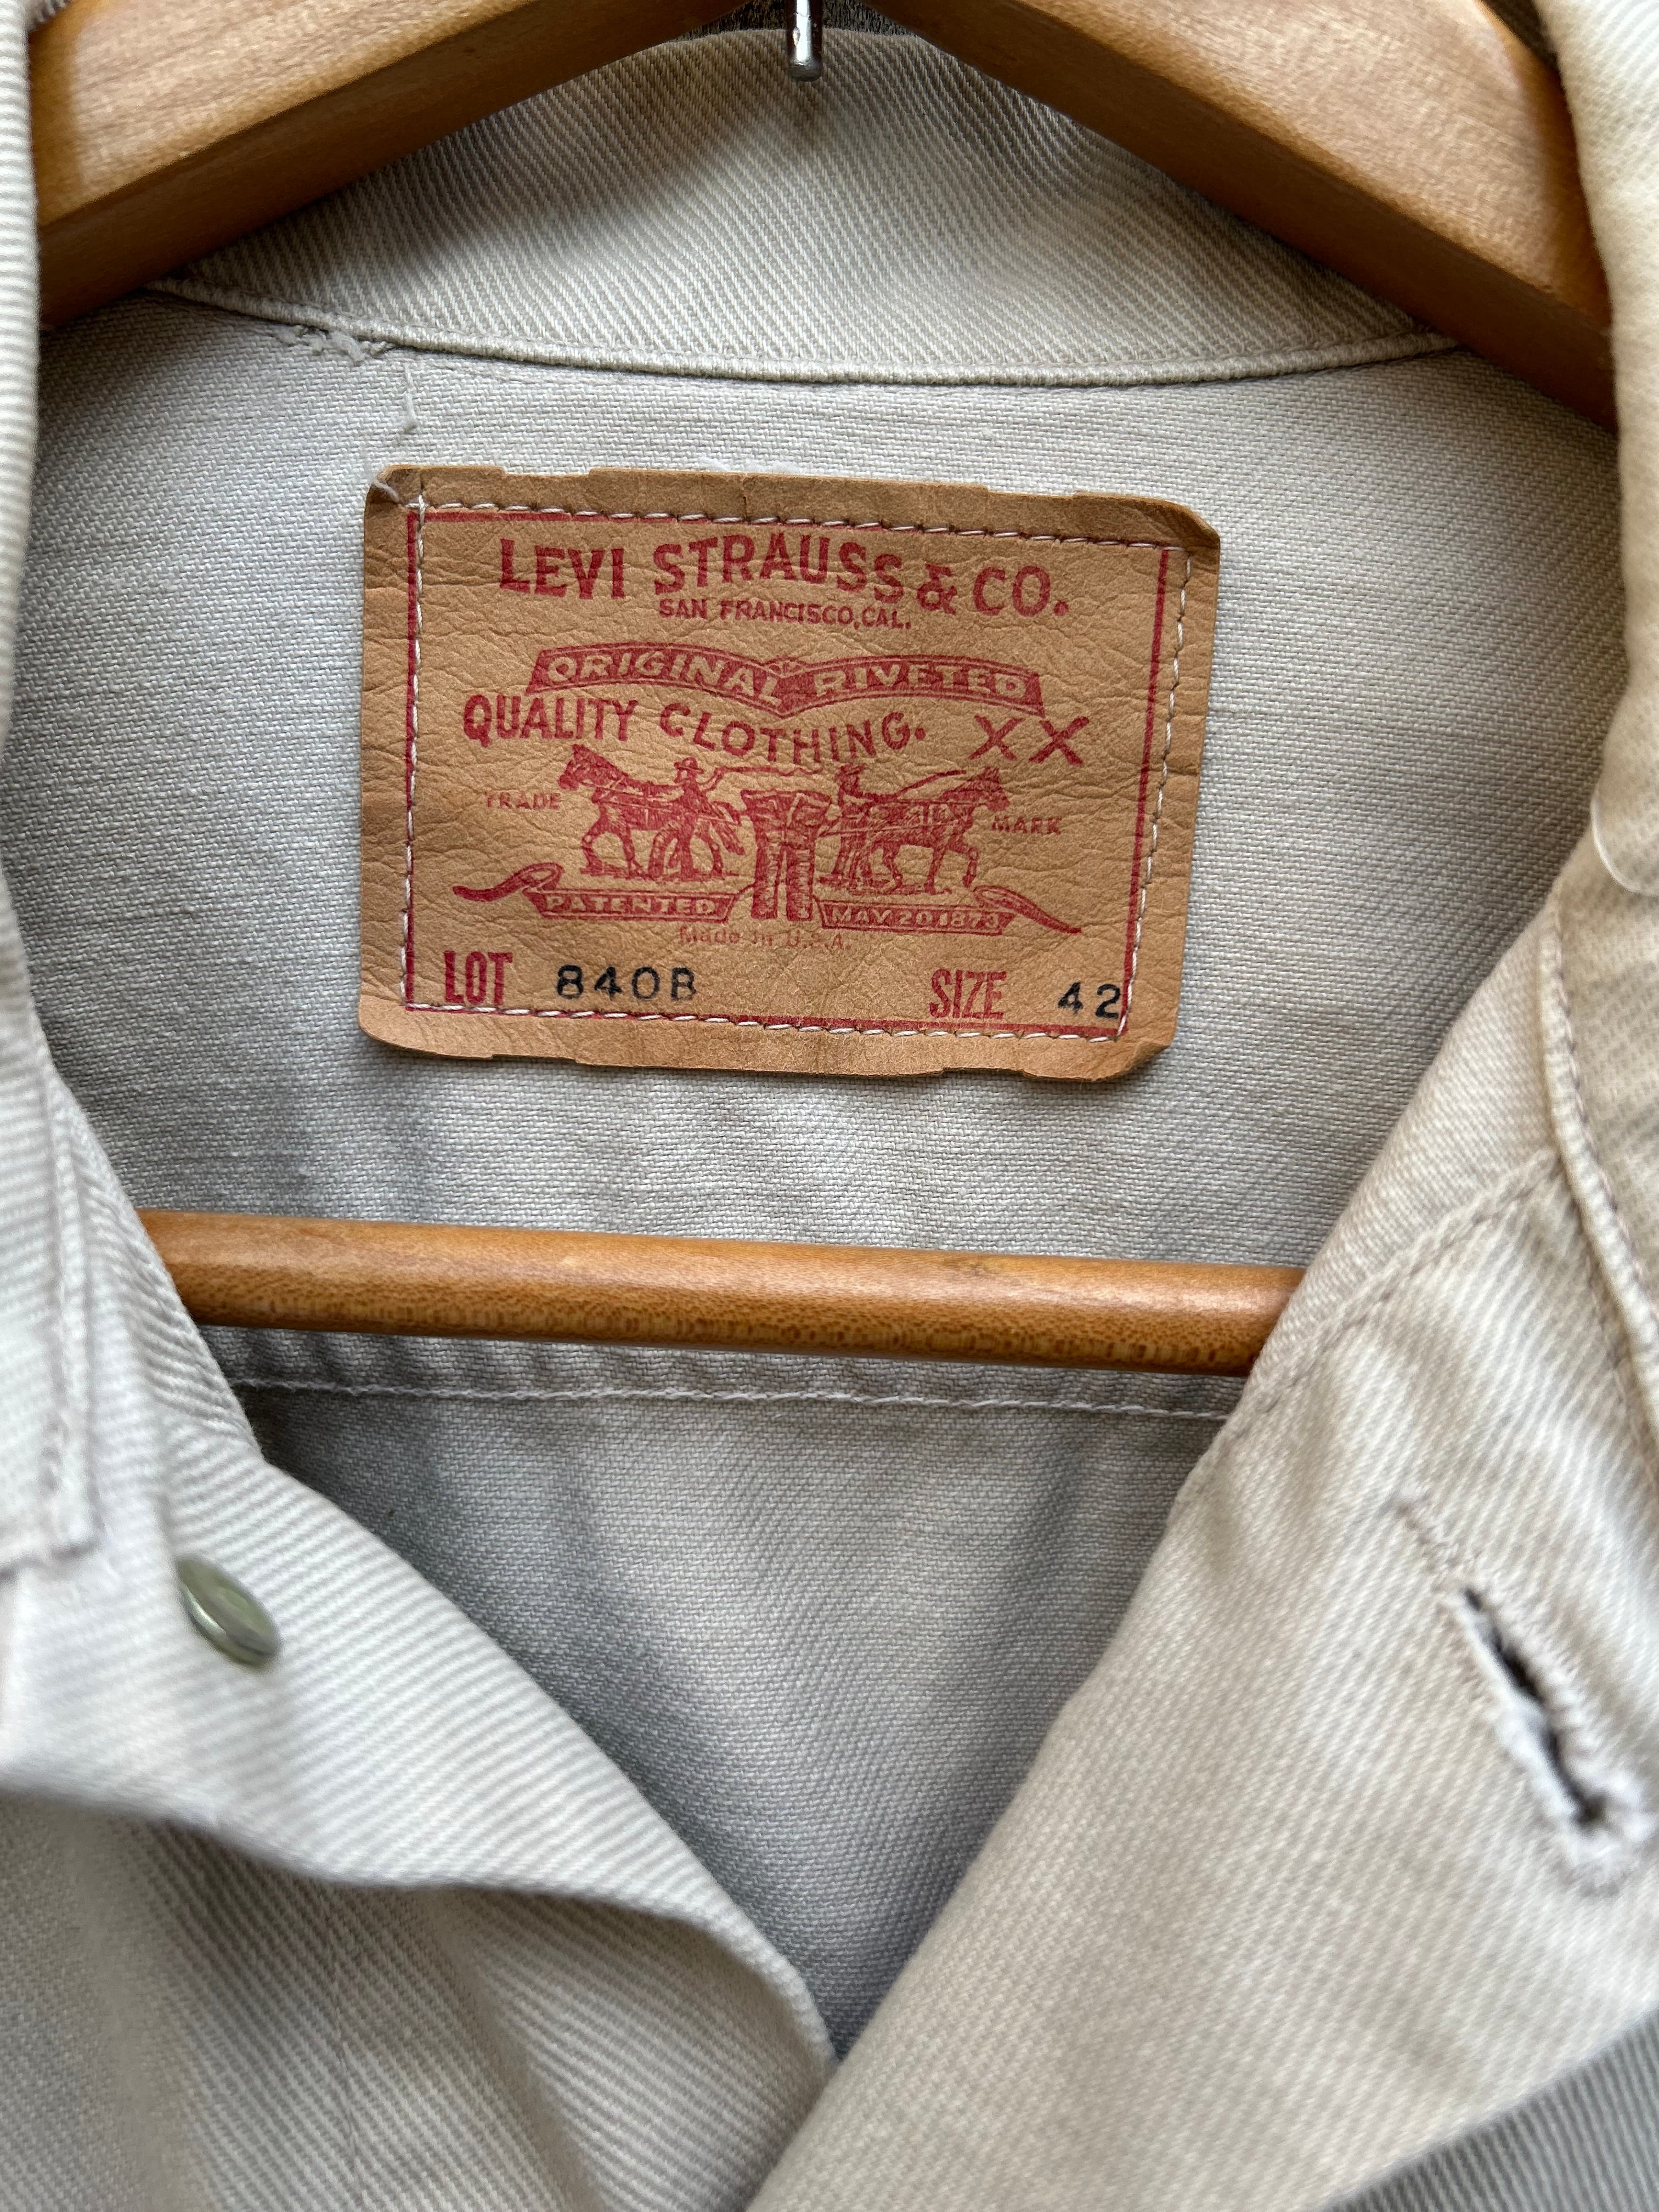 LEVI STRAUSS & CO.
SAN FRANCISCO, CAL.
ORIGINAL RIVETED
QUALITY CLOTHING. XX
TRADE MARK
PATENTED MAY 20 1873
Made in U.S.A.
LOT 840B SIZE 42